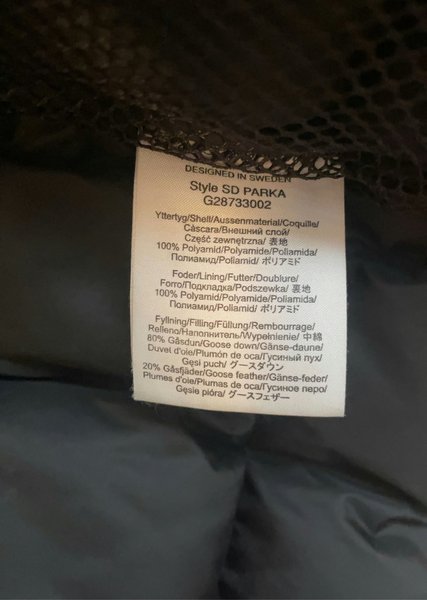 DESIGNED IN SWEDEN
Style SD PARKA
G28733002
Yttertyg/Shell/Aussenmaterial/Coquille/
Cáscara/Внешний слой/
Część zewnętrzna/ 表地
100% Polyamid/Polyamide/Poliamida/
Полиамид/Poliamid/ ポリアミド
Foder/Lining/Futter/Doublure/
Forro/Подкладка/Podszewka/ 裏地
100% Polyamid/Polyamide/Poliamida/
Полиамид/Poliamid/ ポリアミド
Fyllning/Filling/Füllung/Rembourrage/
Relleno/Наполнитель/Wypełnienie/ 中綿
80% Gåsdun/Goose down/Gänse-daune/
Duvet d'oie/Plumón de oca/Гусиный пух/
Gęsi puch/ グースダウン
20% Gåsfjäder/Goose feather/Gänse-feder/
Plumes d'oie/Plumas de oca/Гусиное перо/
Gęsie pióra/ グースフェザー